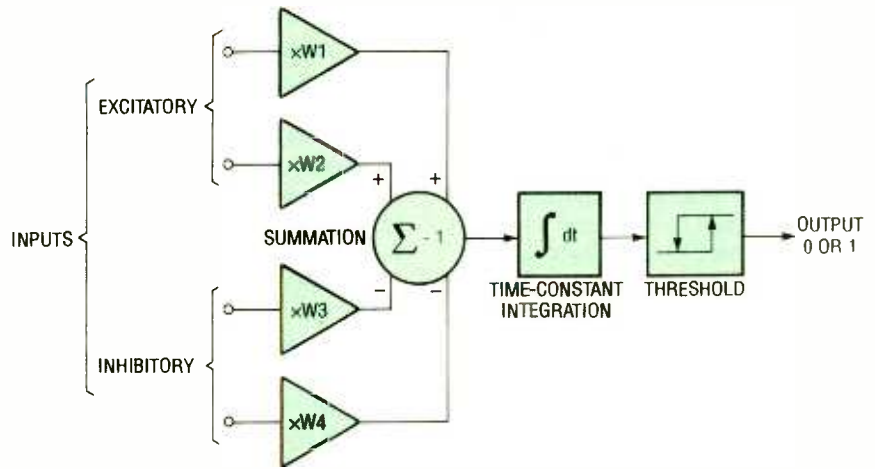 ×W1
EXCITATORY
×W2
+ +
INPUTS
SUMMATION
∑ - 1
∫ dt
OUTPUT
0 OR 1
− −
×W3
TIME-CONSTANT
INTEGRATION
THRESHOLD
INHIBITORY
×W4